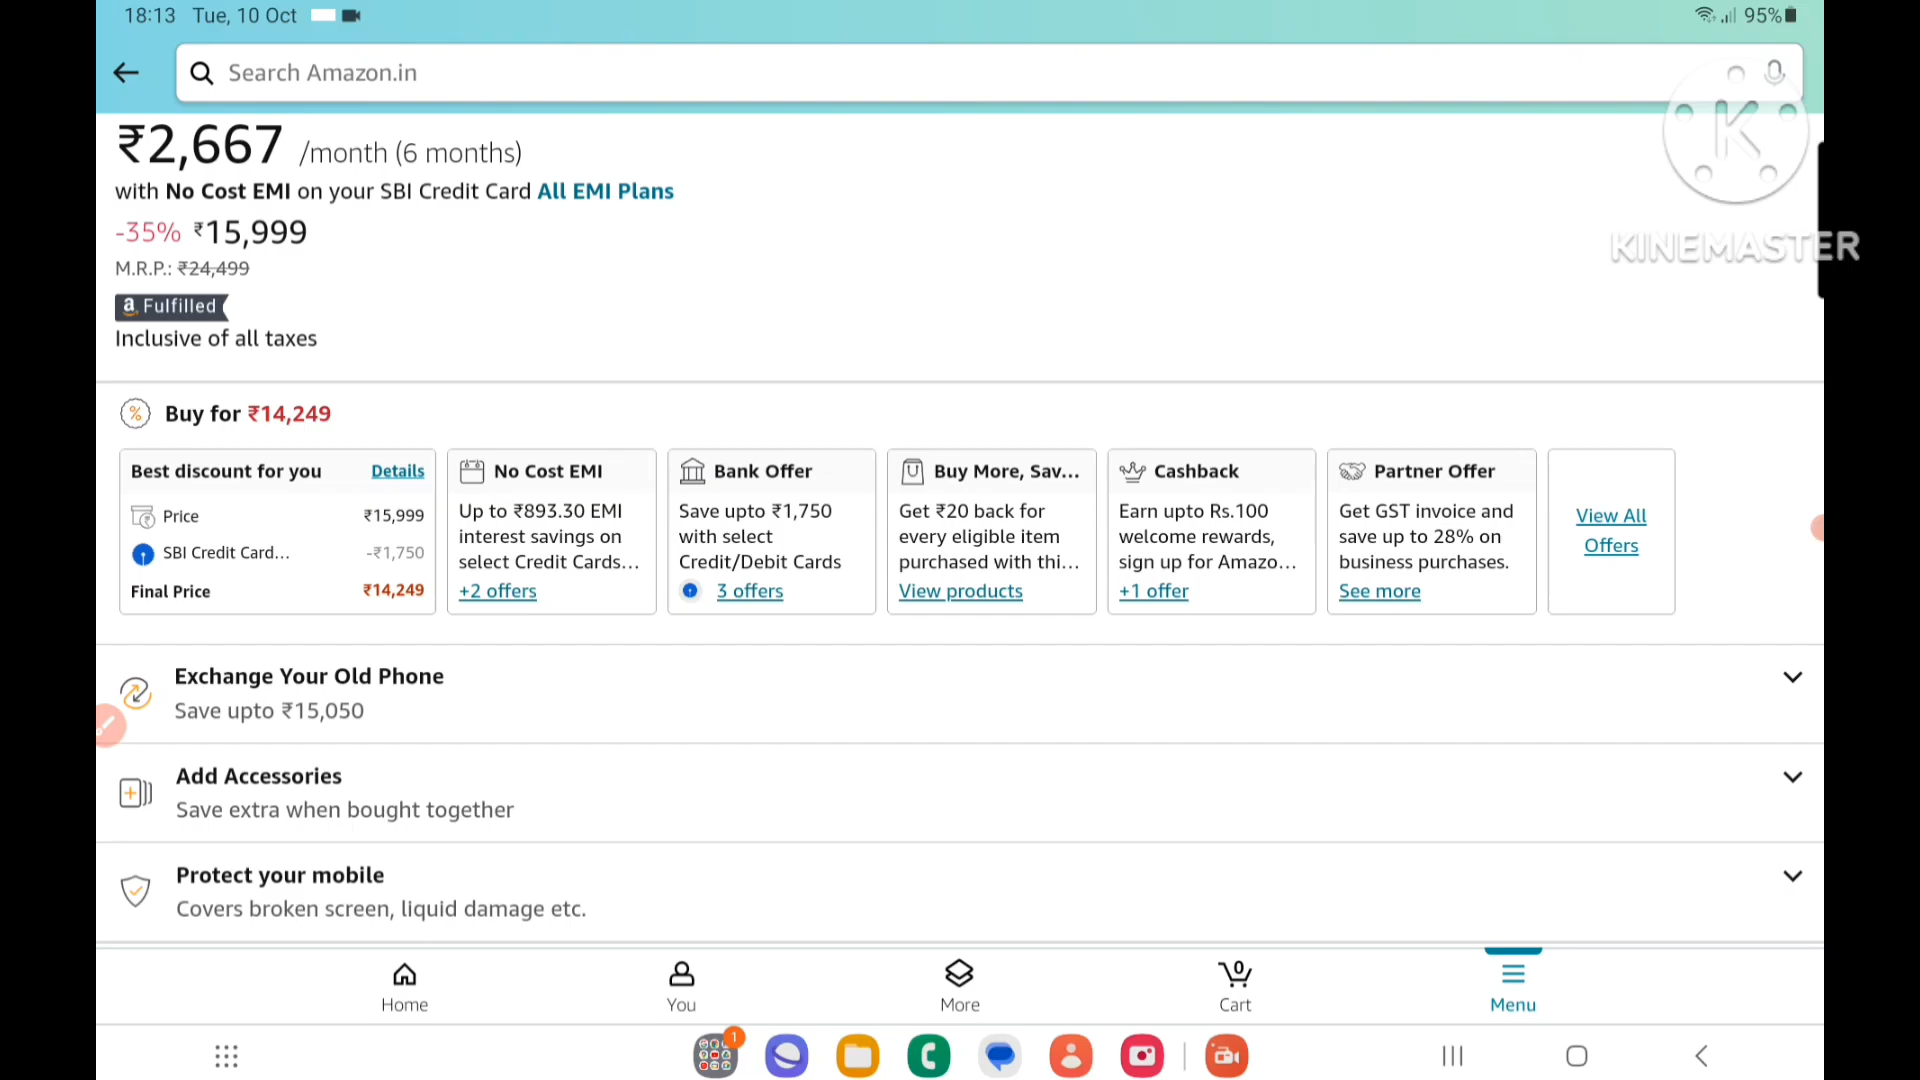 18:13 Tue, 10 Oct
95%
Search Amazon.in
₹2,667 /month (6 months)
with No Cost EMI on your SBI Credit Card All EMI Plans
-35% ₹15,999
M.R.P.: ₹24,499
a Fulfilled
Inclusive of all taxes
K
KINEMASTER
Buy for ₹14,249
Best discount for you Details
Price ₹15,999
SBI Credit Card... -₹1,750
Final Price ₹14,249
No Cost EMI
Up to ₹893.30 EMI
interest savings on
select Credit Cards...
+2 offers
Bank Offer
Save upto ₹1,750
with select
Credit/Debit Cards
3 offers
Buy More, Sav...
Get ₹20 back for
every eligible item
purchased with thi...
View products
Cashback
Earn upto Rs.100
welcome rewards,
sign up for Amazo...
+1 offer
Partner Offer
Get GST invoice and
save up to 28% on
business purchases.
See more
View All
Offers
Exchange Your Old Phone
Save upto ₹15,050
Add Accessories
Save extra when bought together
Protect your mobile
Covers broken screen, liquid damage etc.
Home
You
More
0
Cart
Menu
1